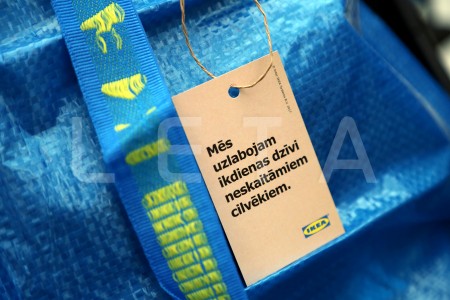 Mēs
uzlabojam
ikdienas dzīvi
neskaitāmiem
cilvēkiem.
IKEA
LETA